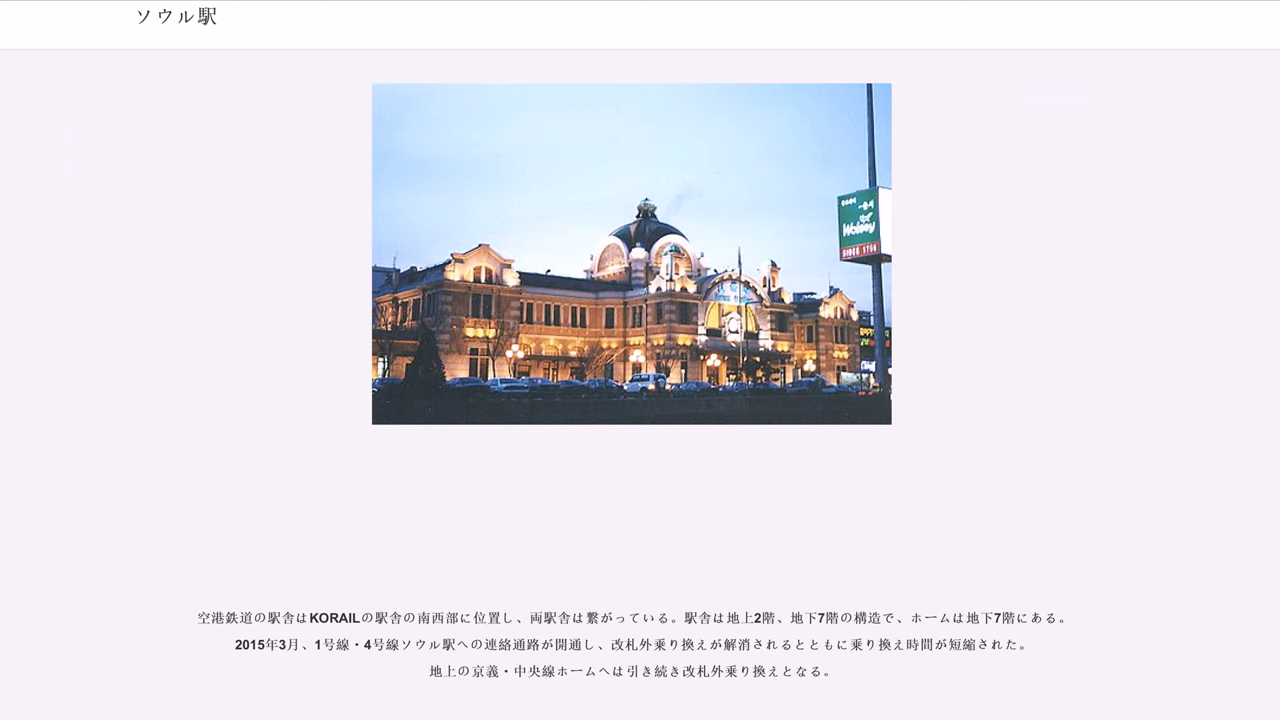 ソウル駅
Wolsey
SINCE 1755
空港鉄道の駅舎はKORAILの駅舎の南西部に位置し、両駅舎は繋がっている。駅舎は地上2階、地下7階の構造で、ホームは地下7階にある。
2015年3月、1号線・4号線ソウル駅への連絡通路が開通し、改札外乗り換えが解消されるとともに乗り換え時間が短縮された。
地上の京義・中央線ホームへは引き続き改札外乗り換えとなる。